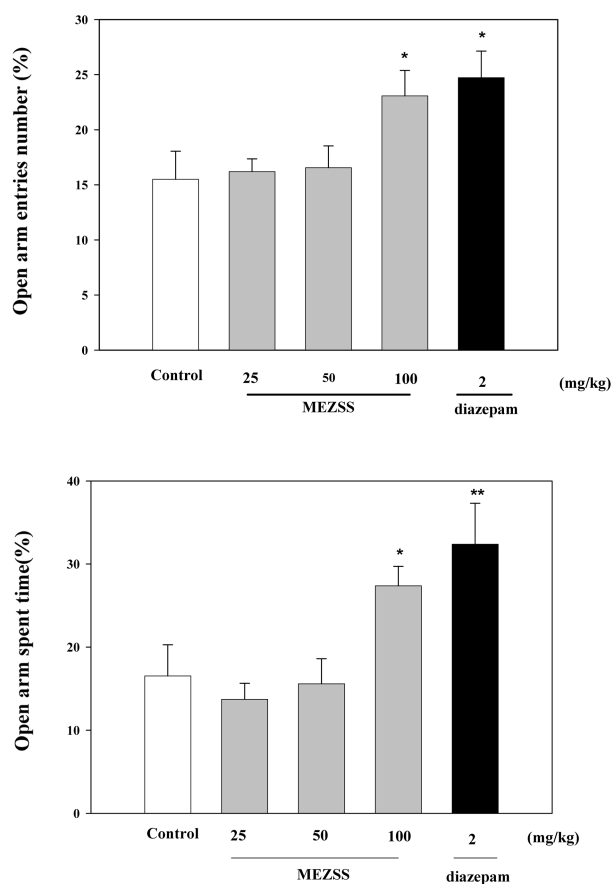 Open arm entries number (%)
30
25
20
15
10
5
0
*
*
Control 25 50 100 2 (mg/kg)
MEZSS diazepam
Open arm spent time(%)
40
30
20
10
0
*
**
Control 25 50 100 2 (mg/kg)
MEZSS diazepam